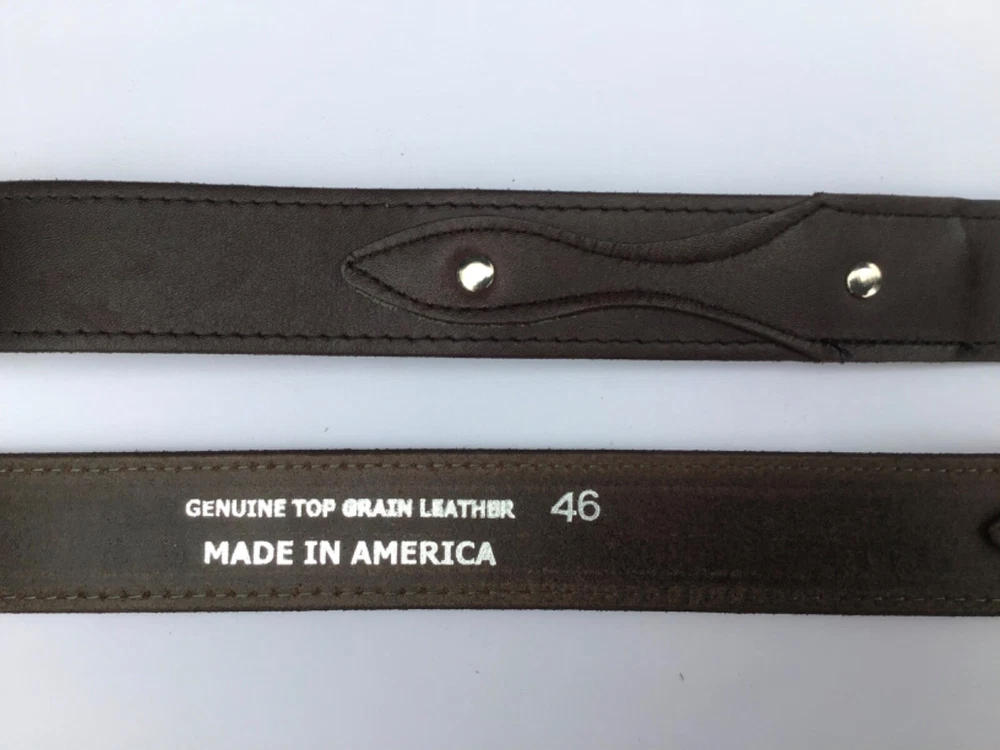 GENUINE TOP GRAIN LEATHER 46
MADE IN AMERICA